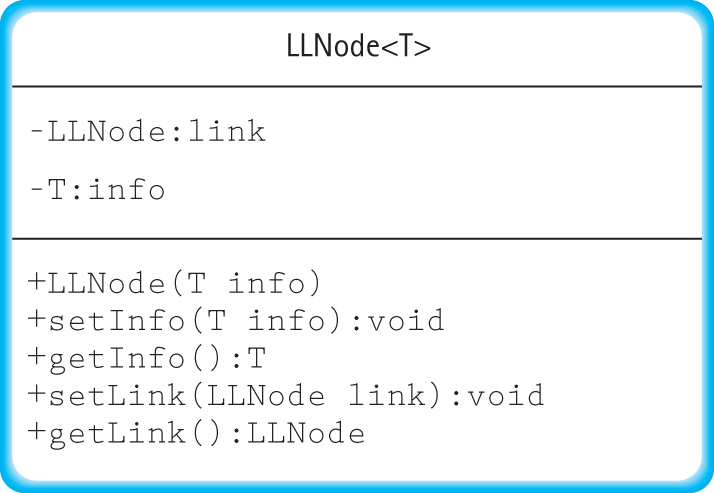 LLNode<T>
-LLNode:link
-T:info
+LLNode(T info)
+setInfo(T info):void
+getInfo():T
+setLink(LLNode link):void
+getLink():LLNode